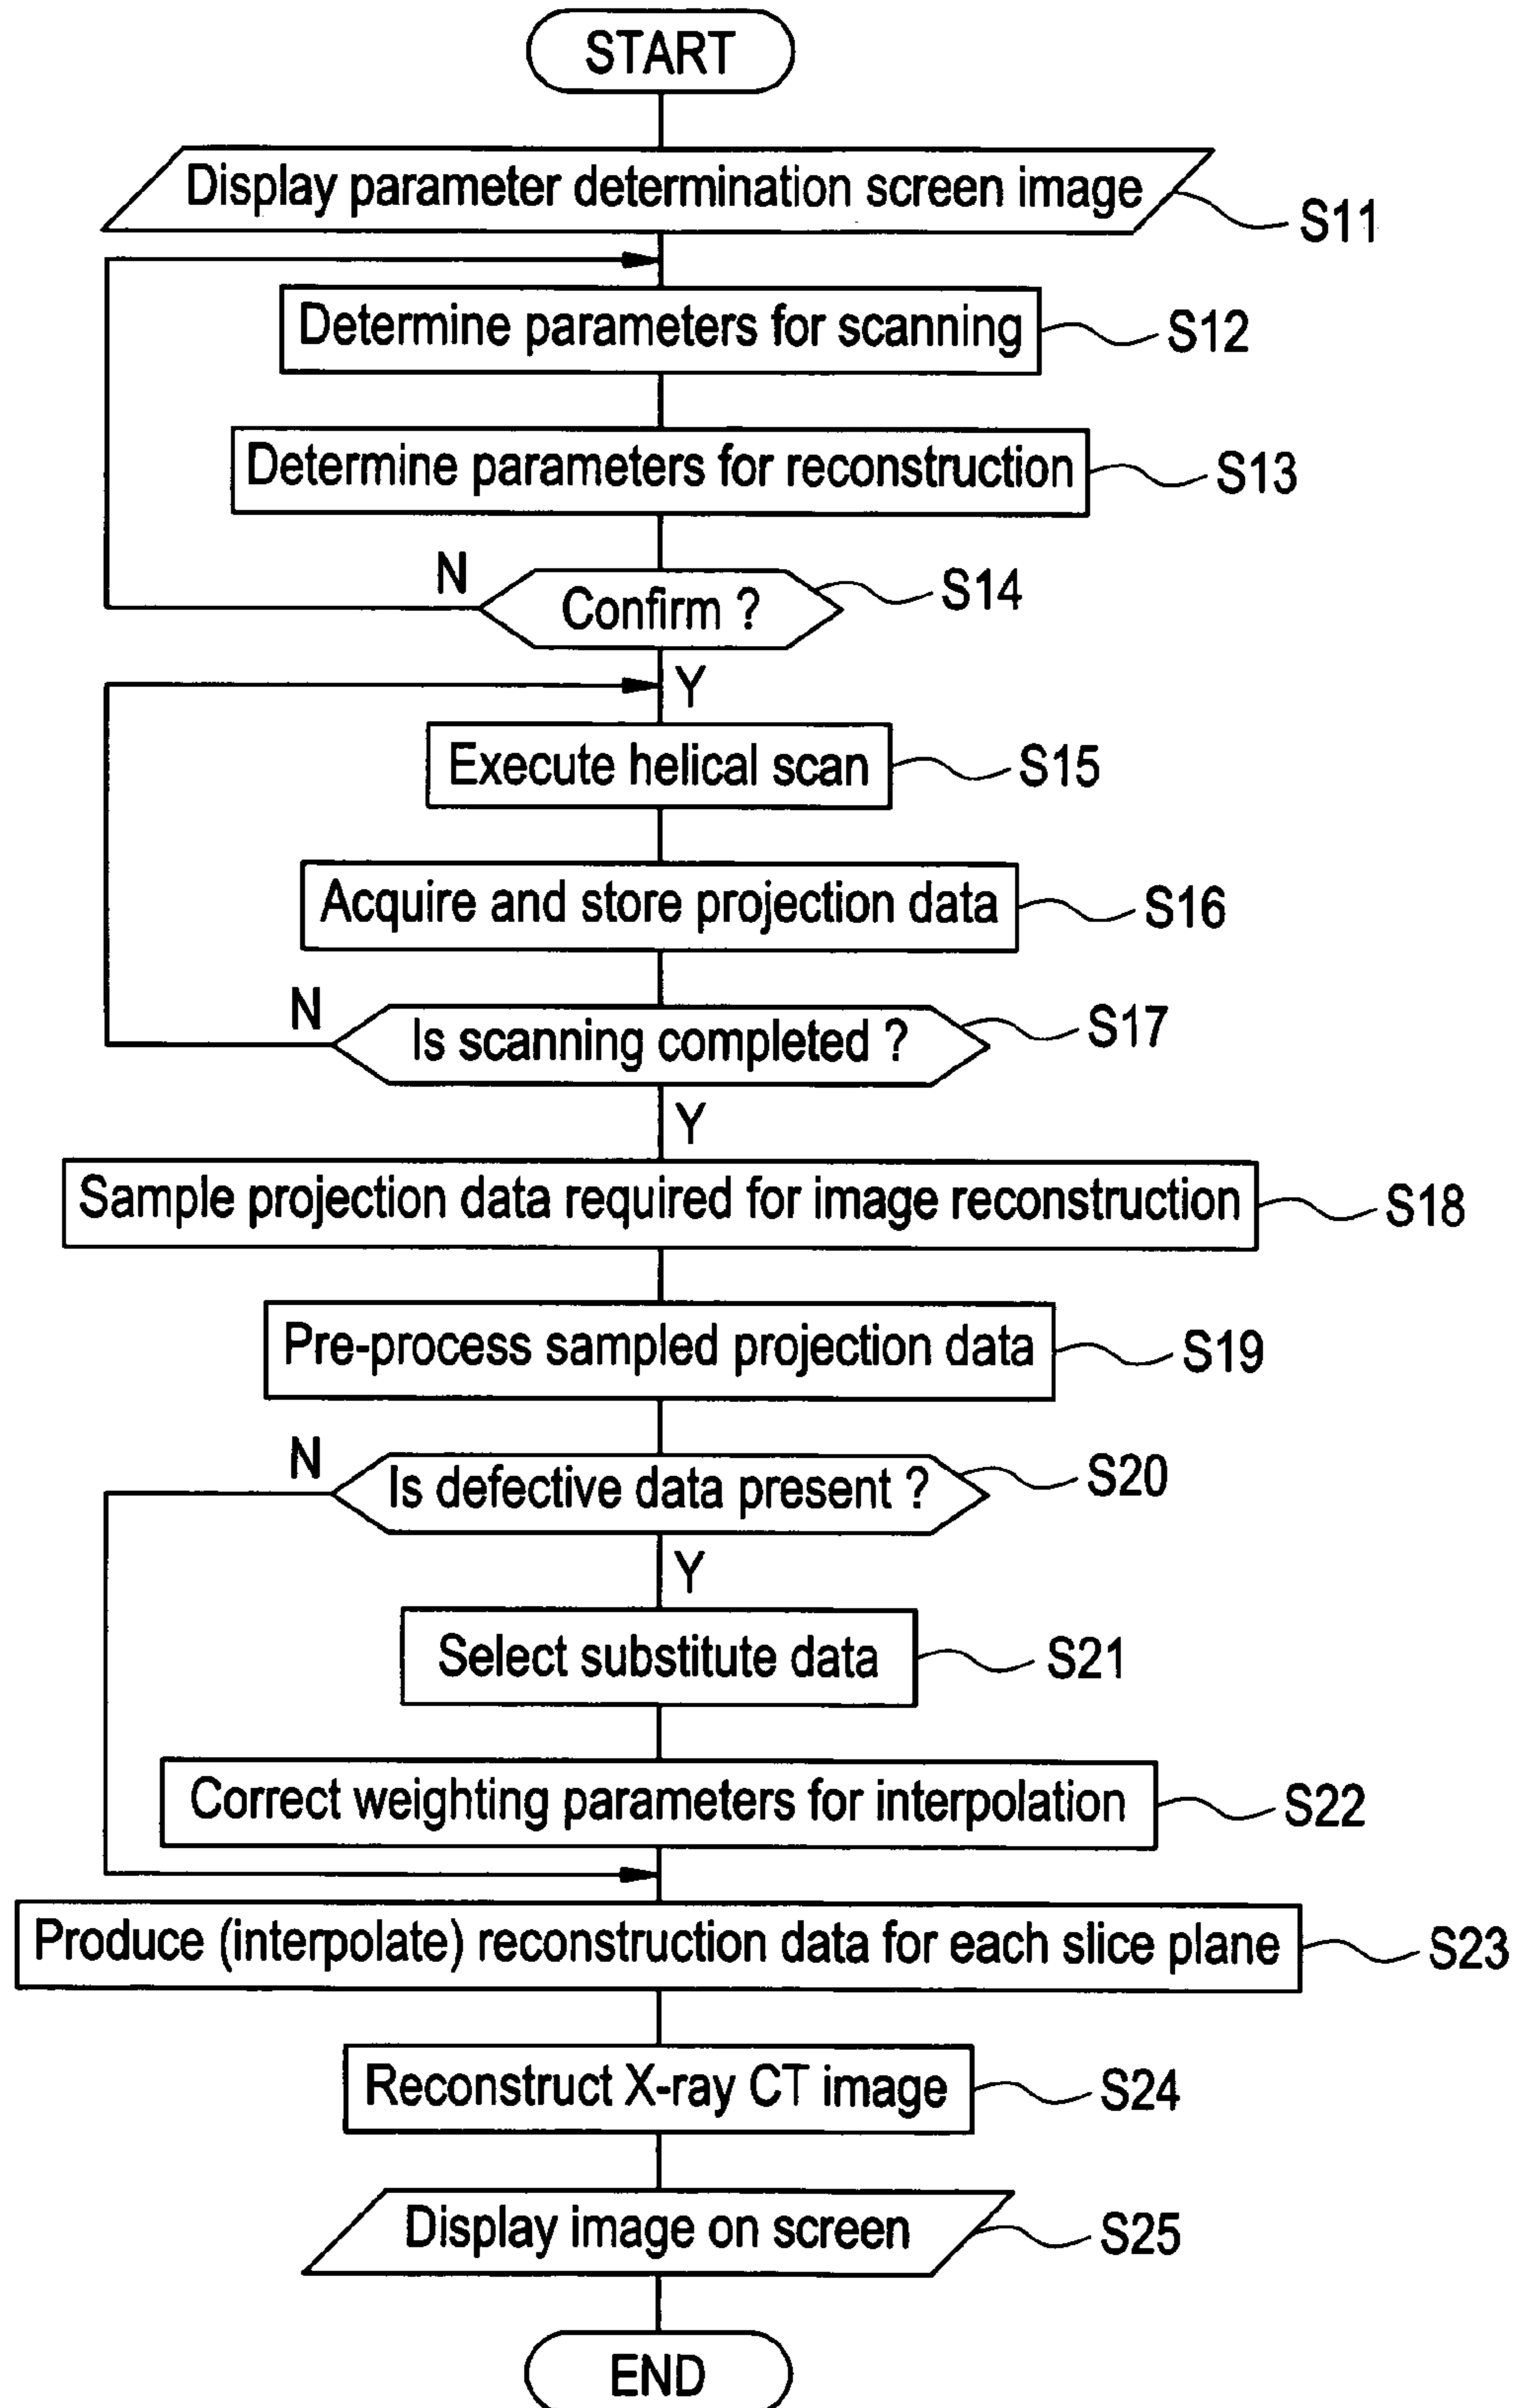 START
Display parameter determination screen image
S11
Determine parameters for scanning
S12
Determine parameters for reconstruction
S13
N
Confirm ?
S14
Y
Execute helical scan
S15
Acquire and store projection data
S16
N
Is scanning completed ?
S17
Y
Sample projection data required for image reconstruction
S18
Pre-process sampled projection data
S19
N
Is defective data present ?
S20
Y
Select substitute data
S21
Correct weighting parameters for interpolation
S22
Produce (interpolate) reconstruction data for each slice plane
S23
Reconstruct X-ray CT image
S24
Display image on screen
S25
END